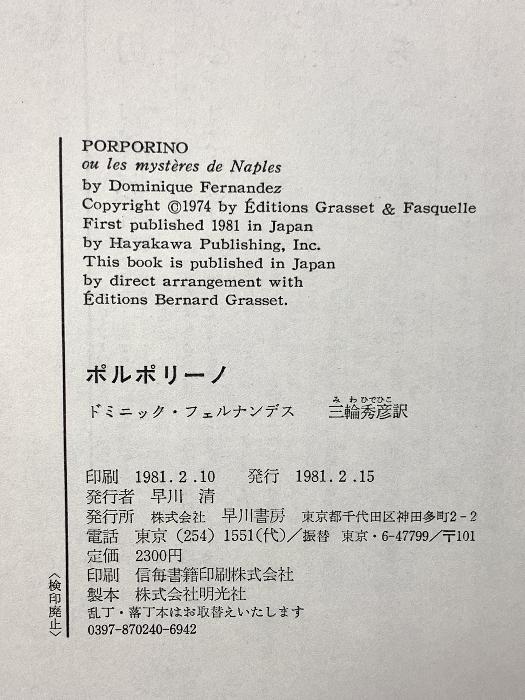 PORPORINO
ou les mystères de Naples
by Dominique Fernandez
Copyright ©1974 by Éditions Grasset & Fasquelle
First published 1981 in Japan
by Hayakawa Publishing, Inc.
This book is published in Japan
by direct arrangement with
Éditions Bernard Grasset.
ポルポリーノ
みわひでひこ
ドミニック・フェルナンデス 三輪秀彦訳
印刷 1981.2.10 発行 1981.2.15
発行者 早川 清
発行所 株式会社 早川書房 東京都千代田区神田多町2-2
電話 東京(254)1551(代)/振替 東京・6-47799/〒101
定価 2300円
印刷 信毎書籍印刷株式会社
製本 株式会社明光社
乱丁・落丁本はお取替えいたします
0397-870240-6942
〈検印廃止〉